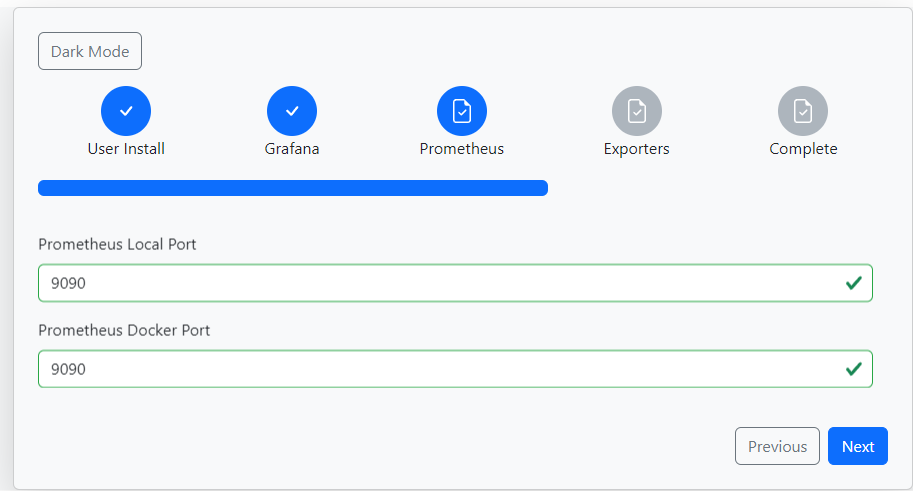 Dark Mode
User Install Grafana Prometheus Exporters Complete
Prometheus Local Port
9090
Prometheus Docker Port
9090
Previous Next